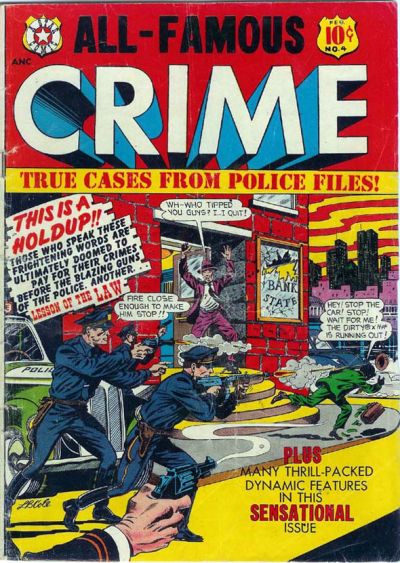 ANC
ALL-FAMOUS
FEB.
10¢
NO. 4
CRIME
TRUE CASES FROM POLICE FILES!
THIS IS A
HOLDUP!!
THOSE WHO SPEAK THESE
FRIGHTENING WORDS ARE
ULTIMATELY DOOMED TO
PAY FOR THEIR CRIMES
BEFORE THE BLAZING GUNS
OF THE POLICE. ANOTHER
LESSON OF THE LAW
WH-WHO TIPPED
YOU GUYS? I..I QUIT!
BANK
STATE
FIRE CLOSE
ENOUGH TO MAKE
HIM STOP!!
HEY! STOP THE
CAR! STOP!
WAIT FOR ME!
THE DIRTY
IS RUNNING OUT!
POLIC
L.B. Cole
PLUS
MANY THRILL-PACKED
DYNAMIC FEATURES
IN THIS
SENSATIONAL
ISSUE